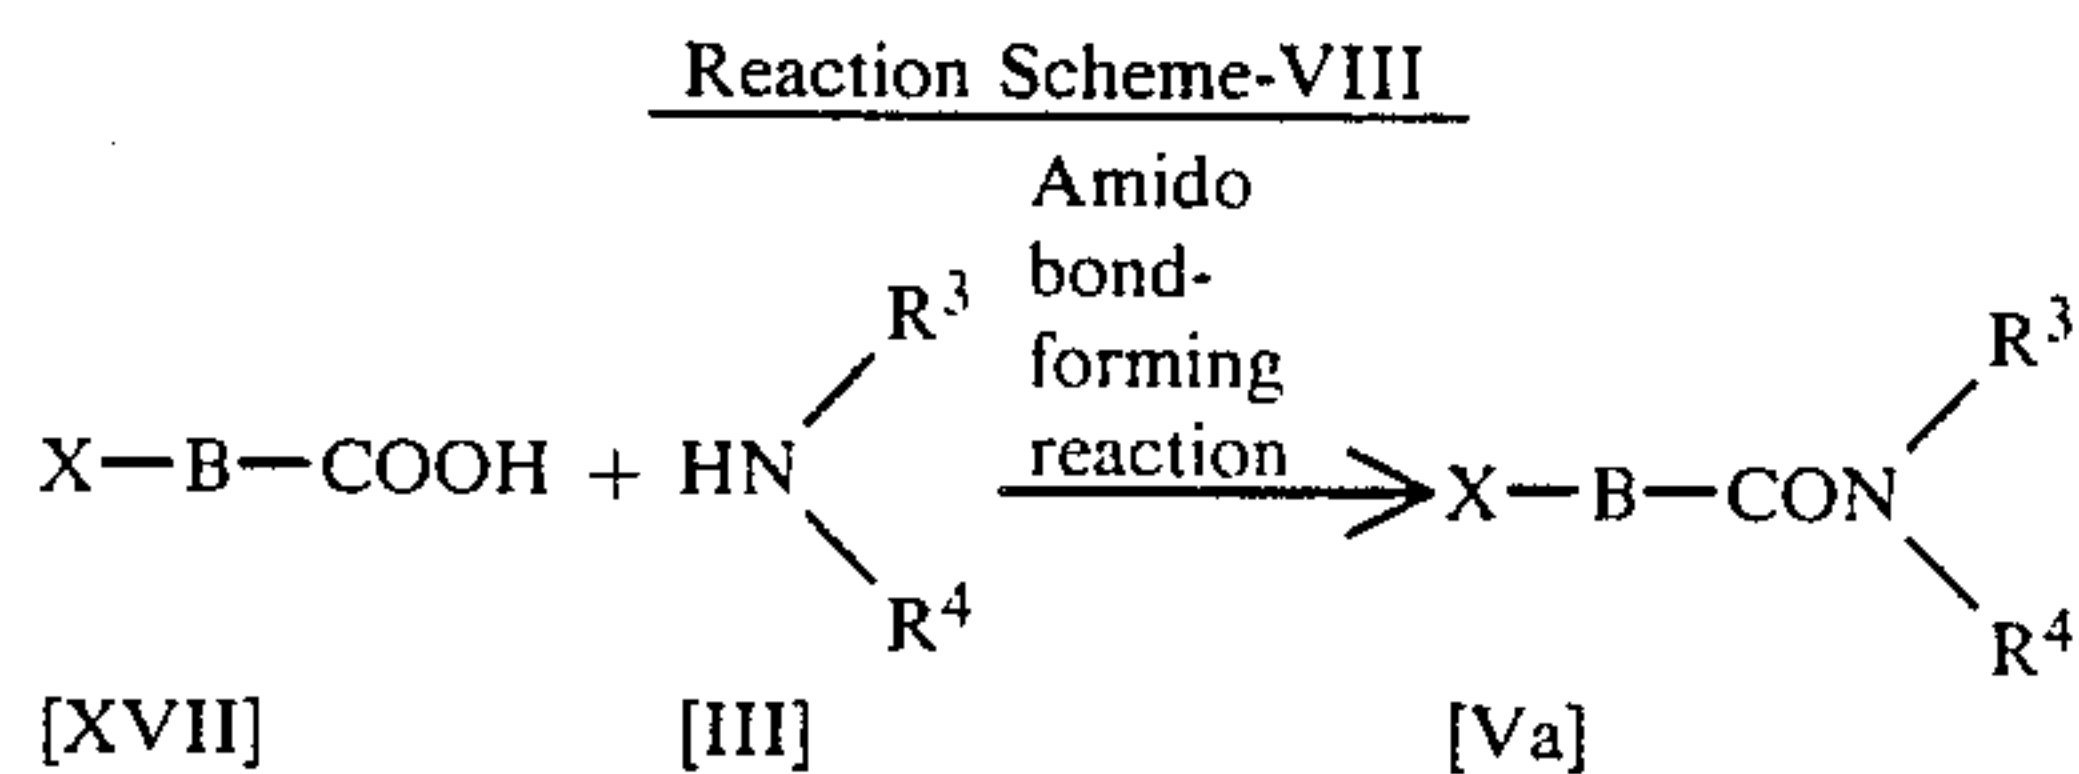 Reaction Scheme-VIII
Amido
bond-
forming
reaction
X—B—COOH + HN
R³
R⁴
X—B—CON
R³
R⁴
[XVII] [III] [Va]